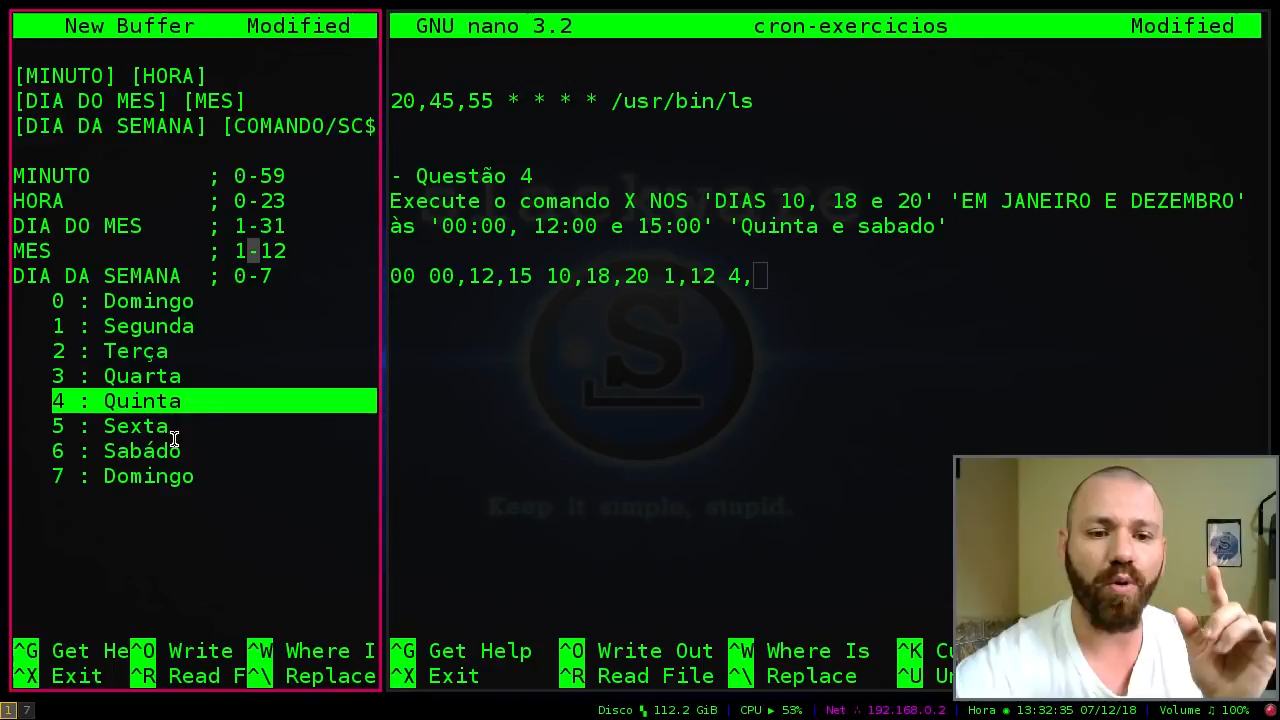 New Buffer Modified
[MINUTO] [HORA]
[DIA DO MES] [MES]
[DIA DA SEMANA] [COMANDO/SC$
MINUTO ; 0-59
HORA ; 0-23
DIA DO MES ; 1-31
MES ; 1-12
DIA DA SEMANA ; 0-7
0 : Domingo
1 : Segunda
2 : Terça
3 : Quarta
4 : Quinta
5 : Sexta
6 : Sabádo
7 : Domingo
^G Get He^O Write ^W Where I
^X Exit ^R Read F^\ Replace
GNU nano 3.2 cron-exercicios Modified
20,45,55 * * * * /usr/bin/ls
- Questão 4
Execute o comando X NOS 'DIAS 10, 18 e 20' 'EM JANEIRO E DEZEMBRO'
às '00:00, 12:00 e 15:00' 'Quinta e sabado'
00 00,12,15 10,18,20 1,12 4,
S
Keep it simple, stupid.
^G Get Help ^O Write Out ^W Where Is ^K
^X Exit ^R Read File ^\ Replace ^U
1 7 Disco 112.2 GiB | CPU ▶ 53% | Net ∴ 192.168.0.2 | Hora ◉ 13:32:35 07/12/18 | Volume ♫ 100%